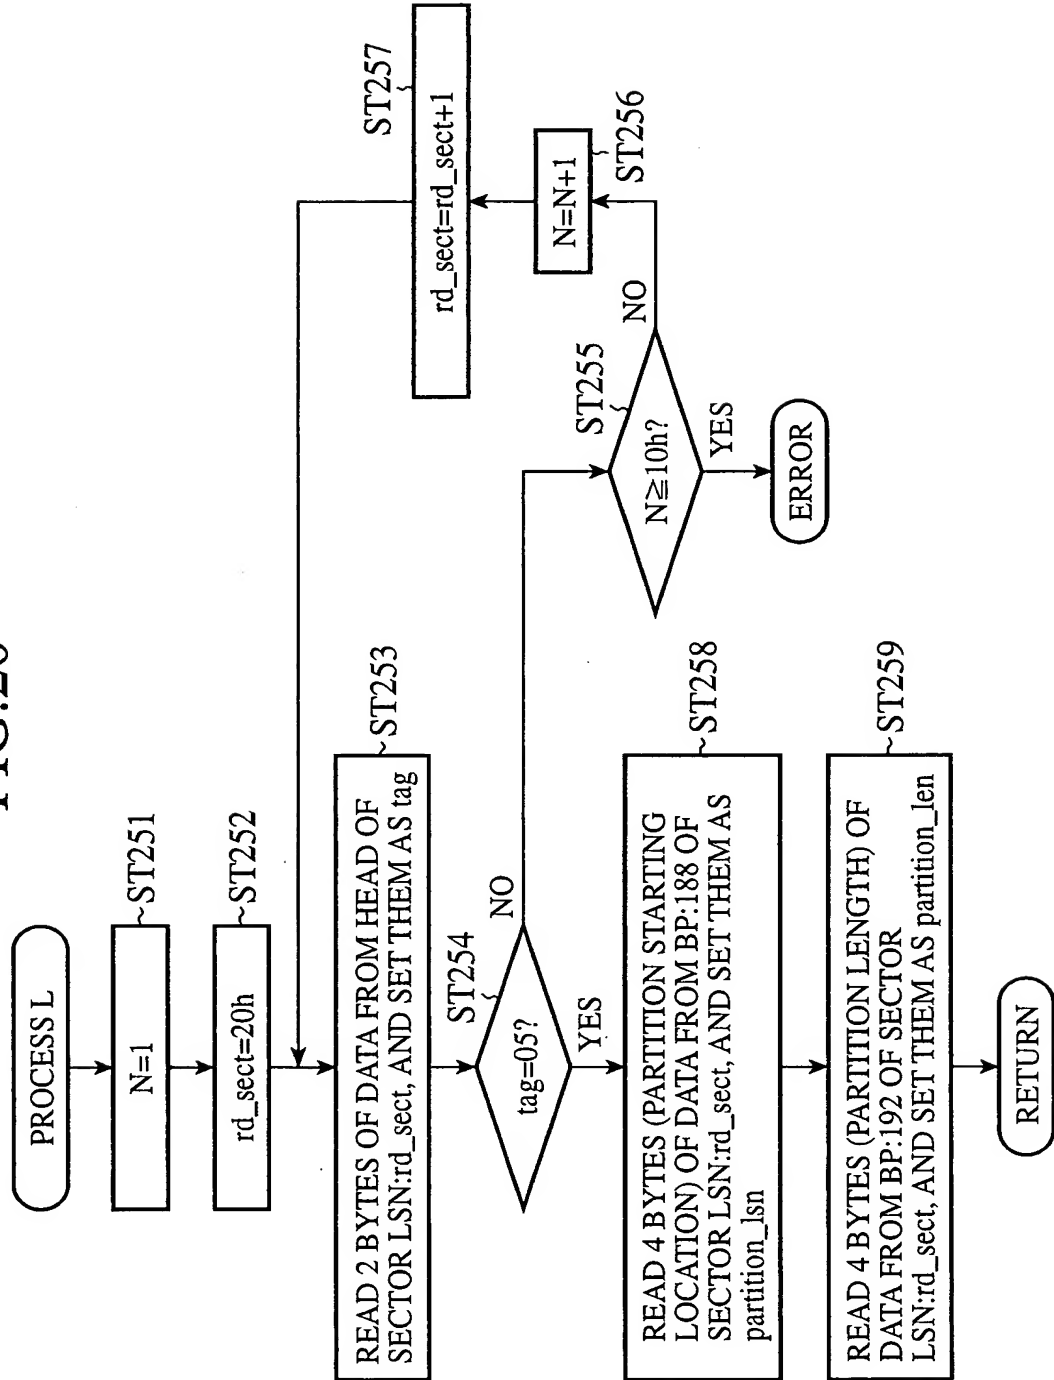 PROCESS L
N=1
ST251
rd_sect=20h
ST252
READ 2 BYTES OF DATA FROM HEAD OF
SECTOR LSN:rd_sect, AND SET THEM AS tag
ST253
tag=05?
ST254
NO
YES
N≧10h?
ST255
NO
YES
ERROR
N=N+1
ST256
rd_sect=rd_sect+1
ST257
READ 4 BYTES (PARTITION STARTING
LOCATION) OF DATA FROM BP:188 OF
SECTOR LSN:rd_sect, AND SET THEM AS
partition_lsn
ST258
READ 4 BYTES (PARTITION LENGTH) OF
DATA FROM BP:192 OF SECTOR
LSN:rd_sect, AND SET THEM AS partition_len
ST259
RETURN